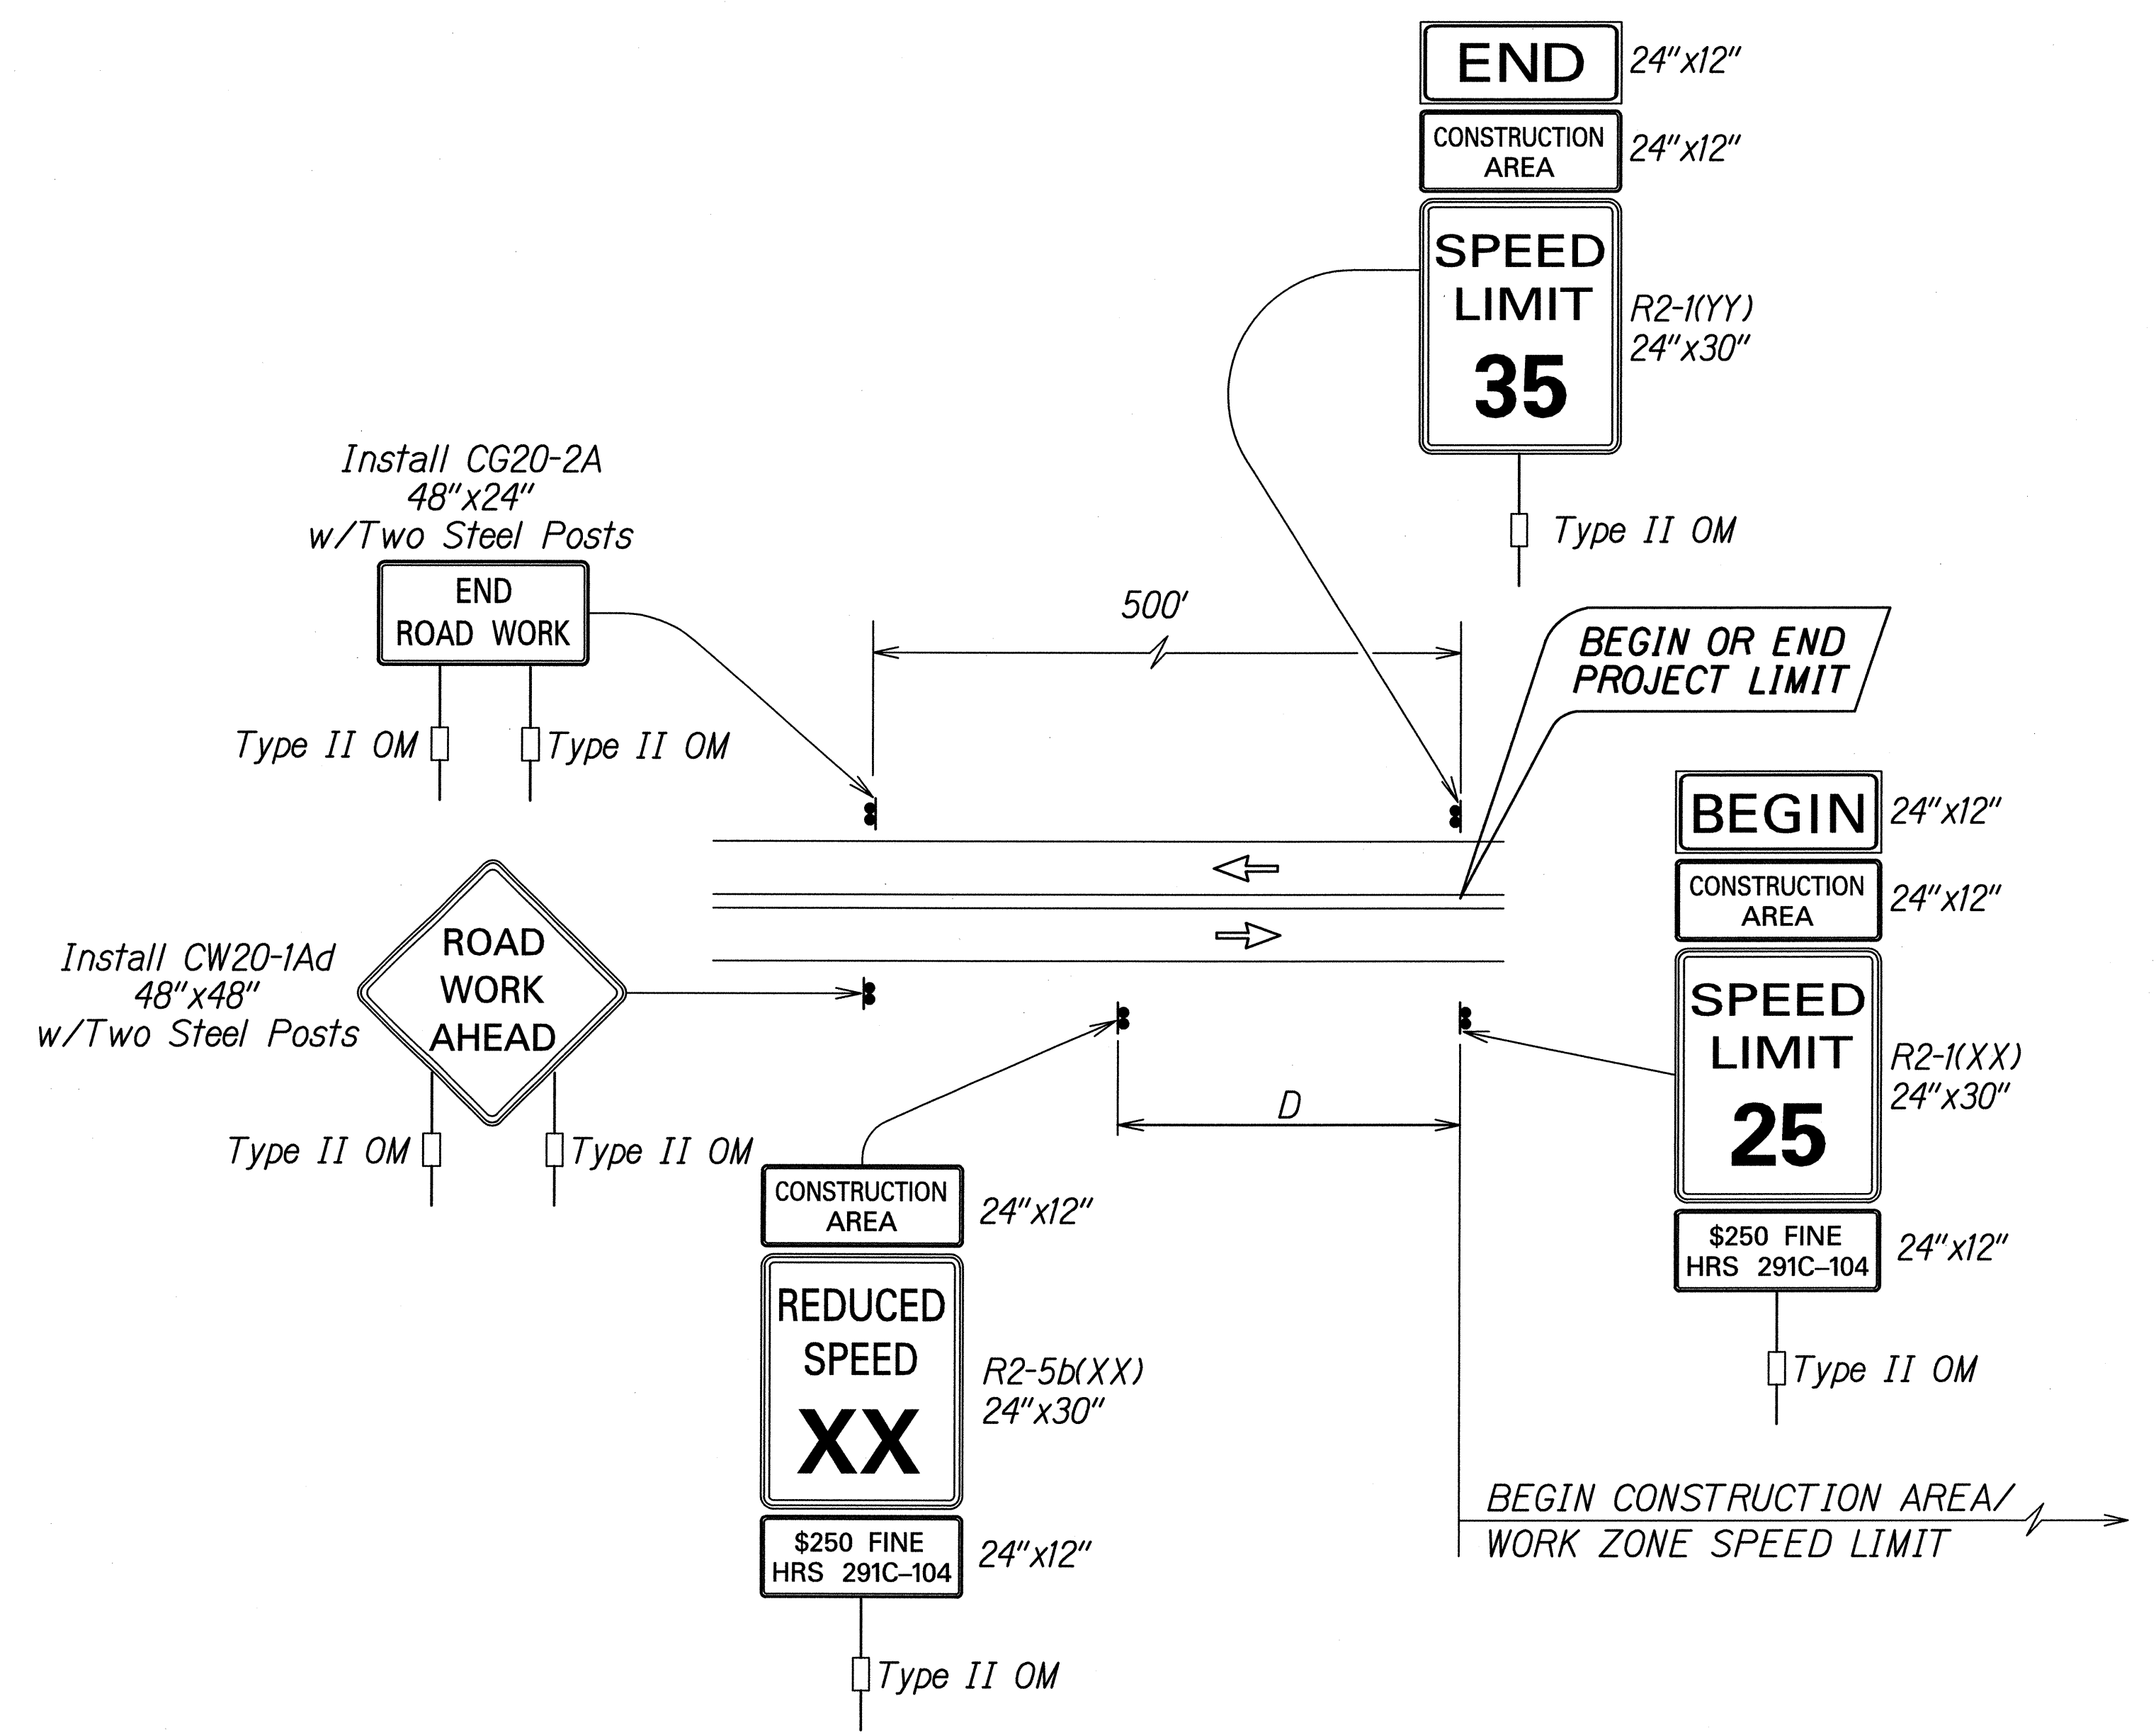 END
24"x12"
CONSTRUCTION
AREA
24"x12"
SPEED
LIMIT
35
R2-1(YY)
24"x30"
Type II OM
Install CG20-2A
48"x24"
w/Two Steel Posts
END
ROAD WORK
Type II OM
Type II OM
500'
BEGIN OR END
PROJECT LIMIT
BEGIN
24"x12"
CONSTRUCTION
AREA
24"x12"
SPEED
LIMIT
25
R2-1(XX)
24"x30"
$250 FINE
HRS 291C–104
24"x12"
Type II OM
Install CW20-1Ad
48"x48"
w/Two Steel Posts
ROAD
WORK
AHEAD
Type II OM
Type II OM
D
CONSTRUCTION
AREA
24"x12"
REDUCED
SPEED
XX
R2-5b(XX)
24"x30"
$250 FINE
HRS 291C–104
24"x12"
Type II OM
BEGIN CONSTRUCTION AREA/
WORK ZONE SPEED LIMIT